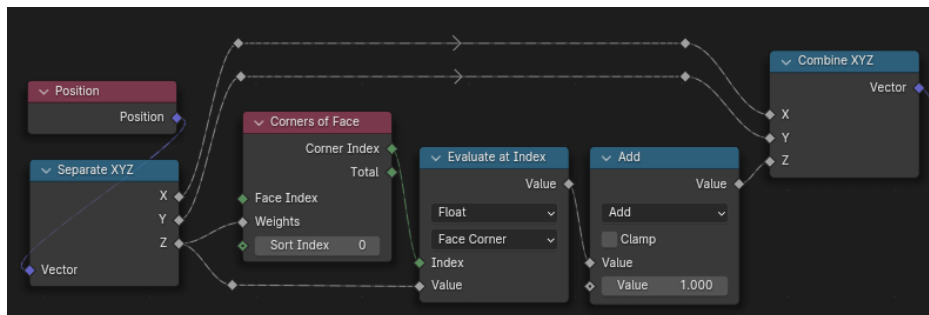 Position
Position
Separate XYZ
X
Y
Z
Vector
Corners of Face
Corner Index
Total
Face Index
Weights
Sort Index 0
Evaluate at Index
Value
Float
Face Corner
Index
Value
Add
Value
Add
Clamp
Value
Value 1.000
Combine XYZ
Vector
X
Y
Z